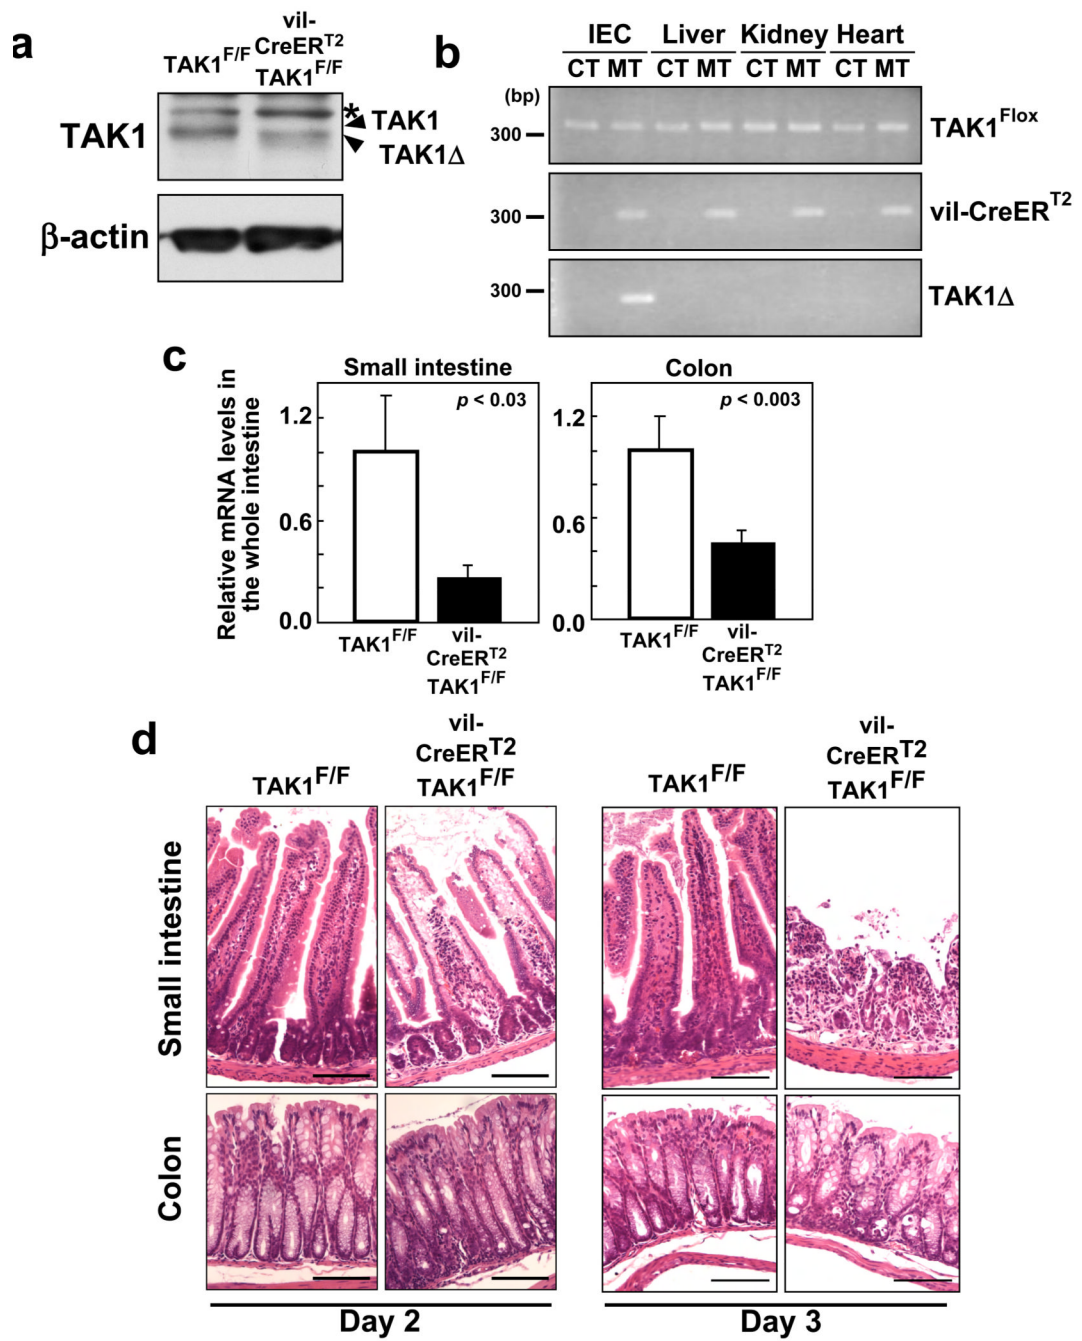 a
TAK1F/F
vil-
CreERT2
TAK1F/F
TAK1
*
TAK1
TAK1Δ
β-actin
b
IEC Liver Kidney Heart
CT MT CT MT CT MT CT MT
(bp)
300
TAK1Flox
300
vil-CreERT2
300
TAK1Δ
c
Relative mRNA levels in
the whole intestine
Small intestine
p < 0.03
1.2
0.6
0.0
TAK1F/F
vil-
CreERT2
TAK1F/F
Colon
p < 0.003
1.2
0.6
0.0
TAK1F/F
vil-
CreERT2
TAK1F/F
d
TAK1F/F
vil-
CreERT2
TAK1F/F
TAK1F/F
vil-
CreERT2
TAK1F/F
Small intestine
Colon
Day 2
Day 3